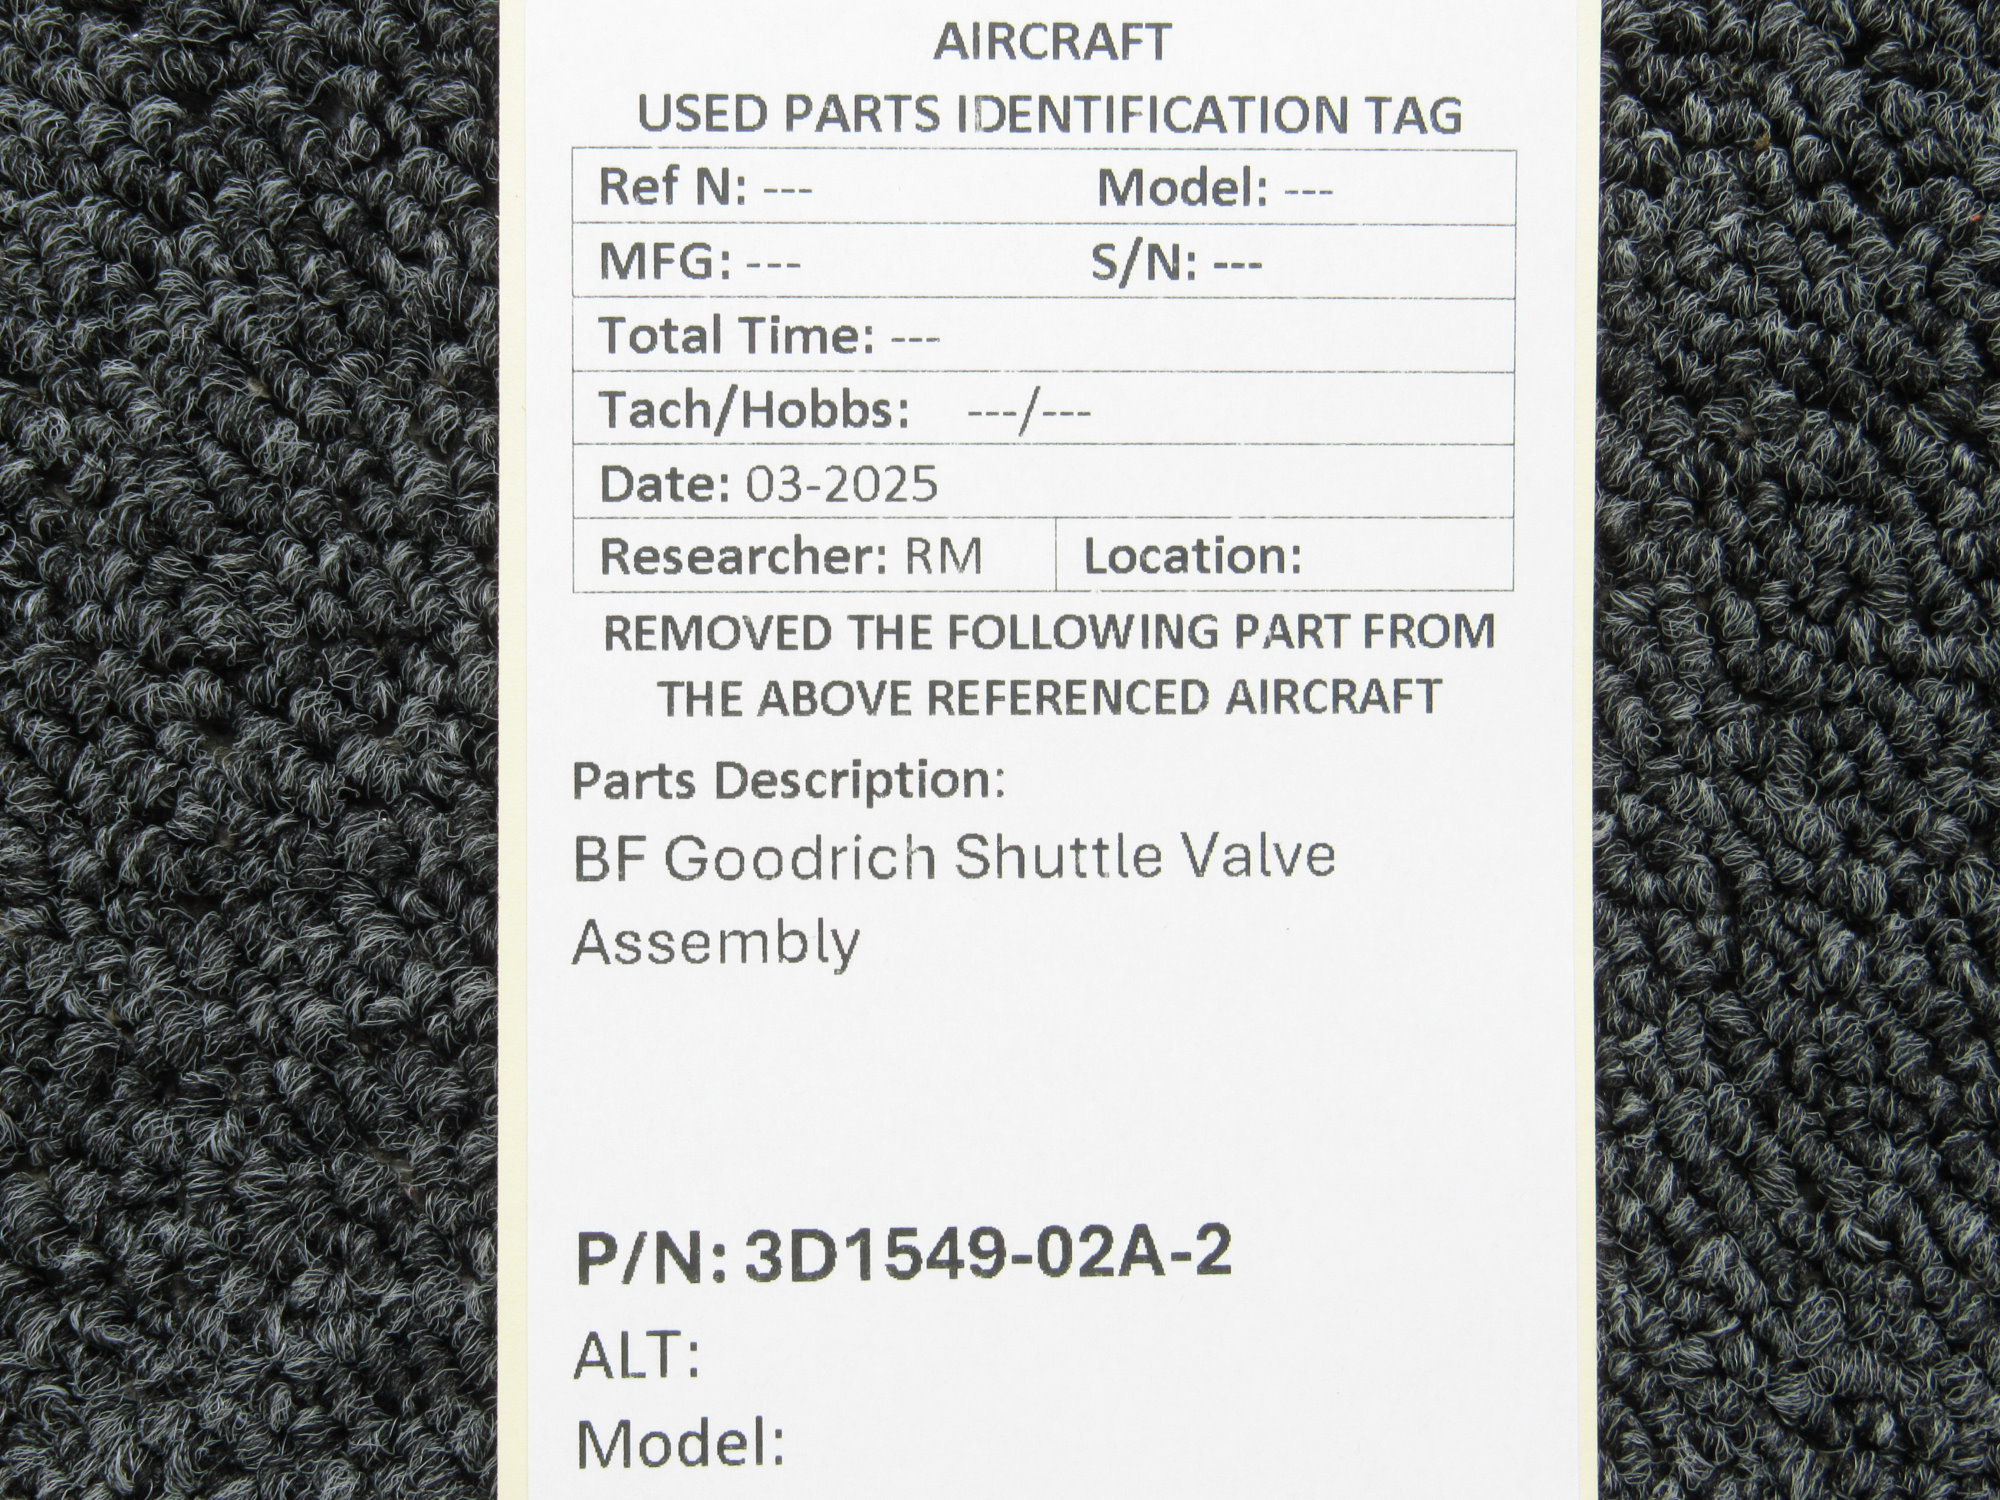 AIRCRAFT
USED PARTS IDENTIFICATION TAG
Ref N: --- Model: ---
MFG: --- S/N: ---
Total Time: ---
Tach/Hobbs: ---/---
Date: 03-2025
Researcher: RM Location:
REMOVED THE FOLLOWING PART FROM
THE ABOVE REFERENCED AIRCRAFT
Parts Description:
BF Goodrich Shuttle Valve
Assembly
P/N: 3D1549-02A-2
ALT:
Model: